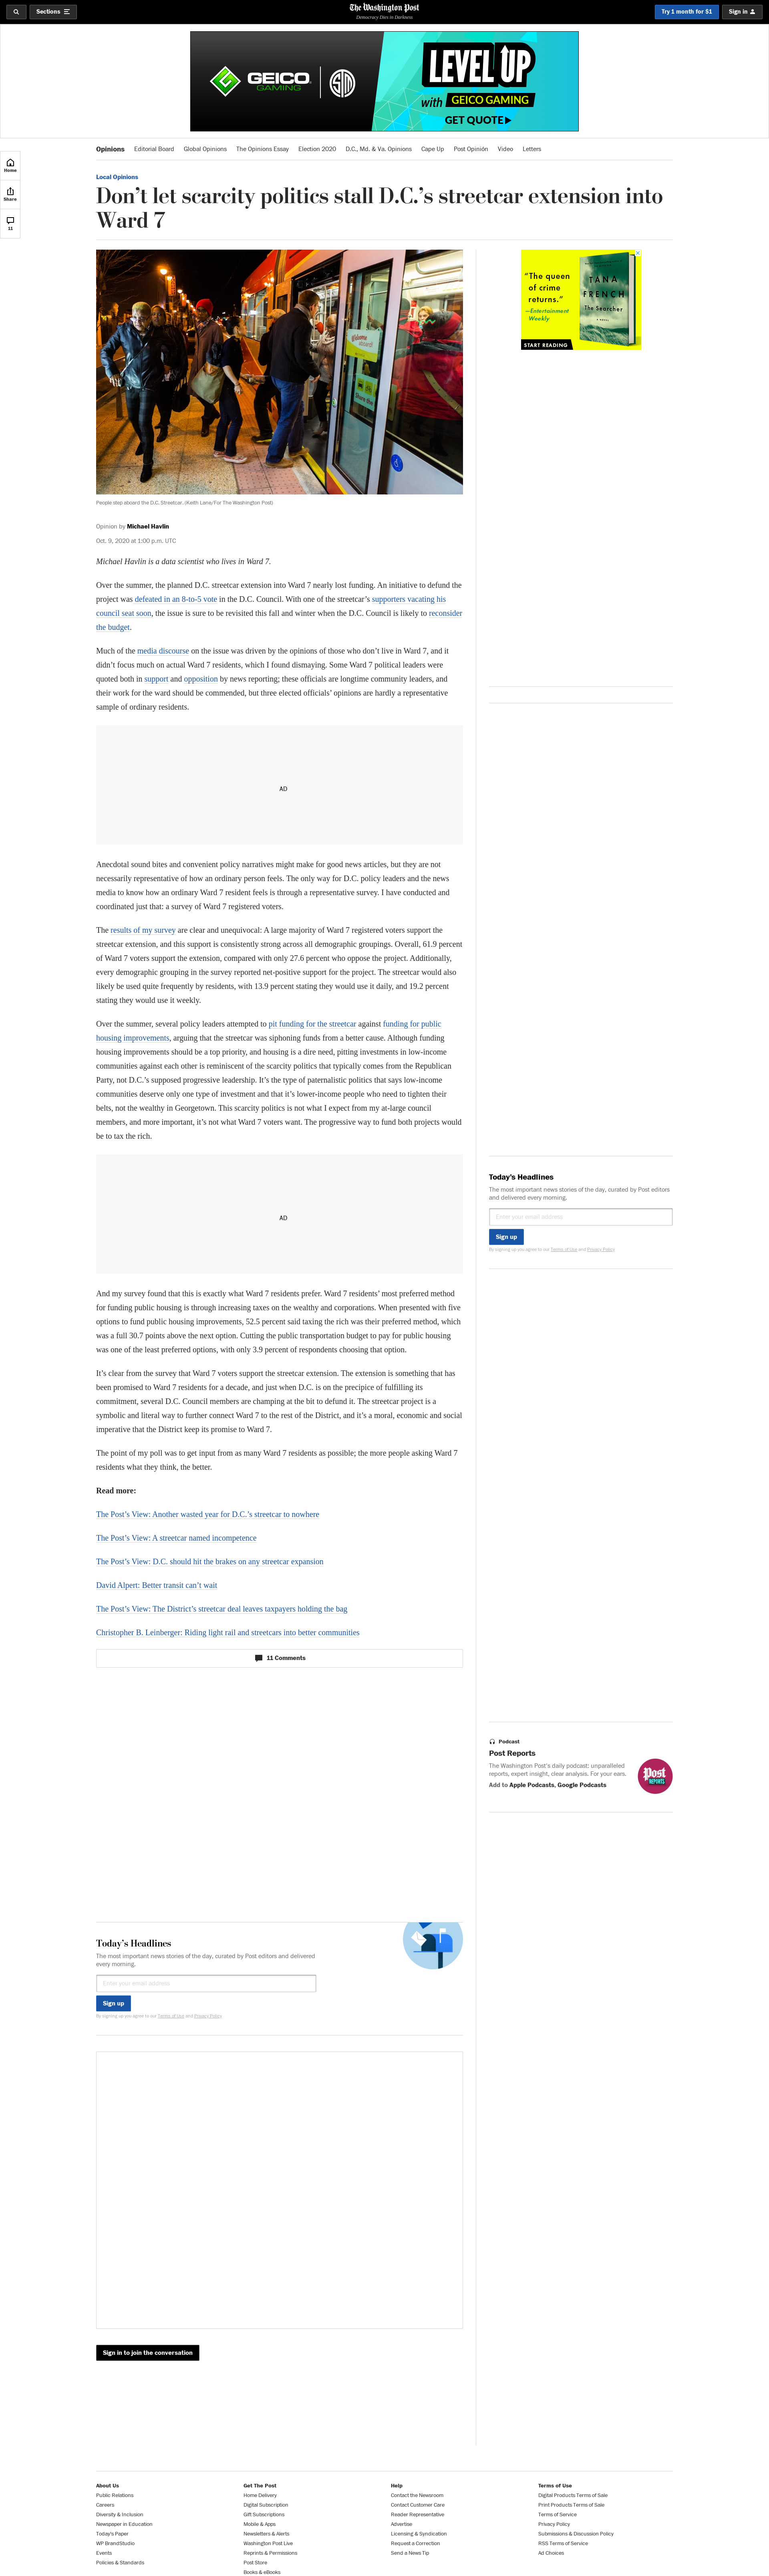 Sections
The Washington Post
Democracy Dies in Darkness
Try 1 month for $1
Sign in
GEICO
GAMING
LEVEL UP
with GEICO GAMING
GET QUOTE
Home
Share
11
Opinions
Editorial Board
Global Opinions
The Opinions Essay
Election 2020
D.C., Md. & Va. Opinions
Cape Up
Post Opinión
Video
Letters
Local Opinions
Don’t let scarcity politics stall D.C.’s streetcar extension into
Ward 7
“The queen
of crime
returns.”
—Entertainment
Weekly
TANA
FRENCH
The Searcher
START READING
People step aboard the D.C. Streetcar. (Keith Lane/For The Washington Post)
Opinion by Michael Havlin
Oct. 9, 2020 at 1:00 p.m. UTC
Michael Havlin is a data scientist who lives in Ward 7.
Over the summer, the planned D.C. streetcar extension into Ward 7 nearly lost funding. An initiative to defund the
project was defeated in an 8-to-5 vote in the D.C. Council. With one of the streetcar’s supporters vacating his
council seat soon, the issue is sure to be revisited this fall and winter when the D.C. Council is likely to reconsider
the budget.
Much of the media discourse on the issue was driven by the opinions of those who don’t live in Ward 7, and it
didn’t focus much on actual Ward 7 residents, which I found dismaying. Some Ward 7 political leaders were
quoted both in support and opposition by news reporting; these officials are longtime community leaders, and
their work for the ward should be commended, but three elected officials’ opinions are hardly a representative
sample of ordinary residents.
AD
Anecdotal sound bites and convenient policy narratives might make for good news articles, but they are not
necessarily representative of how an ordinary person feels. The only way for D.C. policy leaders and the news
media to know how an ordinary Ward 7 resident feels is through a representative survey. I have conducted and
coordinated just that: a survey of Ward 7 registered voters.
The results of my survey are clear and unequivocal: A large majority of Ward 7 registered voters support the
streetcar extension, and this support is consistently strong across all demographic groupings. Overall, 61.9 percent
of Ward 7 voters support the extension, compared with only 27.6 percent who oppose the project. Additionally,
every demographic grouping in the survey reported net-positive support for the project. The streetcar would also
likely be used quite frequently by residents, with 13.9 percent stating they would use it daily, and 19.2 percent
stating they would use it weekly.
Over the summer, several policy leaders attempted to pit funding for the streetcar against funding for public
housing improvements, arguing that the streetcar was siphoning funds from a better cause. Although funding
housing improvements should be a top priority, and housing is a dire need, pitting investments in low-income
communities against each other is reminiscent of the scarcity politics that typically comes from the Republican
Party, not D.C.’s supposed progressive leadership. It’s the type of paternalistic politics that says low-income
communities deserve only one type of investment and that it’s lower-income people who need to tighten their
belts, not the wealthy in Georgetown. This scarcity politics is not what I expect from my at-large council
members, and more important, it’s not what Ward 7 voters want. The progressive way to fund both projects would
be to tax the rich.
AD
And my survey found that this is exactly what Ward 7 residents prefer. Ward 7 residents’ most preferred method
for funding public housing is through increasing taxes on the wealthy and corporations. When presented with five
options to fund public housing improvements, 52.5 percent said taxing the rich was their preferred method, which
was a full 30.7 points above the next option. Cutting the public transportation budget to pay for public housing
was one of the least preferred options, with only 3.9 percent of respondents choosing that option.
It’s clear from the survey that Ward 7 voters support the streetcar extension. The extension is something that has
been promised to Ward 7 residents for a decade, and just when D.C. is on the precipice of fulfilling its
commitment, several D.C. Council members are champing at the bit to defund it. The streetcar project is a
symbolic and literal way to further connect Ward 7 to the rest of the District, and it’s a moral, economic and social
imperative that the District keep its promise to Ward 7.
The point of my poll was to get input from as many Ward 7 residents as possible; the more people asking Ward 7
residents what they think, the better.
Read more:
The Post’s View: Another wasted year for D.C.’s streetcar to nowhere
The Post’s View: A streetcar named incompetence
The Post’s View: D.C. should hit the brakes on any streetcar expansion
David Alpert: Better transit can’t wait
The Post’s View: The District’s streetcar deal leaves taxpayers holding the bag
Christopher B. Leinberger: Riding light rail and streetcars into better communities
11 Comments
Today’s Headlines
The most important news stories of the day, curated by Post editors
and delivered every morning.
Enter your email address
Sign up
By signing up you agree to our Terms of Use and Privacy Policy
Podcast
Post Reports
The Washington Post’s daily podcast: unparalleled
reports, expert insight, clear analysis. For your ears.
Add to Apple Podcasts, Google Podcasts
Post
REPORTS
Today’s Headlines
The most important news stories of the day, curated by Post editors and delivered
every morning.
Enter your email address
Sign up
By signing up you agree to our Terms of Use and Privacy Policy
Sign in to join the conversation
About Us
Public Relations
Careers
Diversity & Inclusion
Newspaper in Education
Today’s Paper
WP BrandStudio
Events
Policies & Standards
Get The Post
Home Delivery
Digital Subscription
Gift Subscriptions
Mobile & Apps
Newsletters & Alerts
Washington Post Live
Reprints & Permissions
Post Store
Books & eBooks
Help
Contact the Newsroom
Contact Customer Care
Reader Representative
Advertise
Licensing & Syndication
Request a Correction
Send a News Tip
Terms of Use
Digital Products Terms of Sale
Print Products Terms of Sale
Terms of Service
Privacy Policy
Submissions & Discussion Policy
RSS Terms of Service
Ad Choices